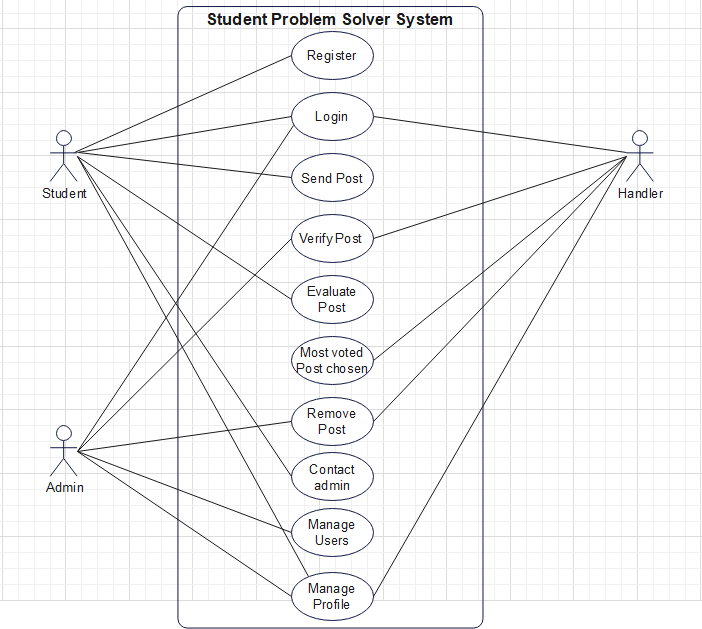 Student Problem Solver System
Register
Login
Send Post
Student
Handler
Verify Post
Evaluate
Post
Most voted
Post chosen
Remove
Post
Contact
admin
Admin
Manage
Users
Manage
Profile